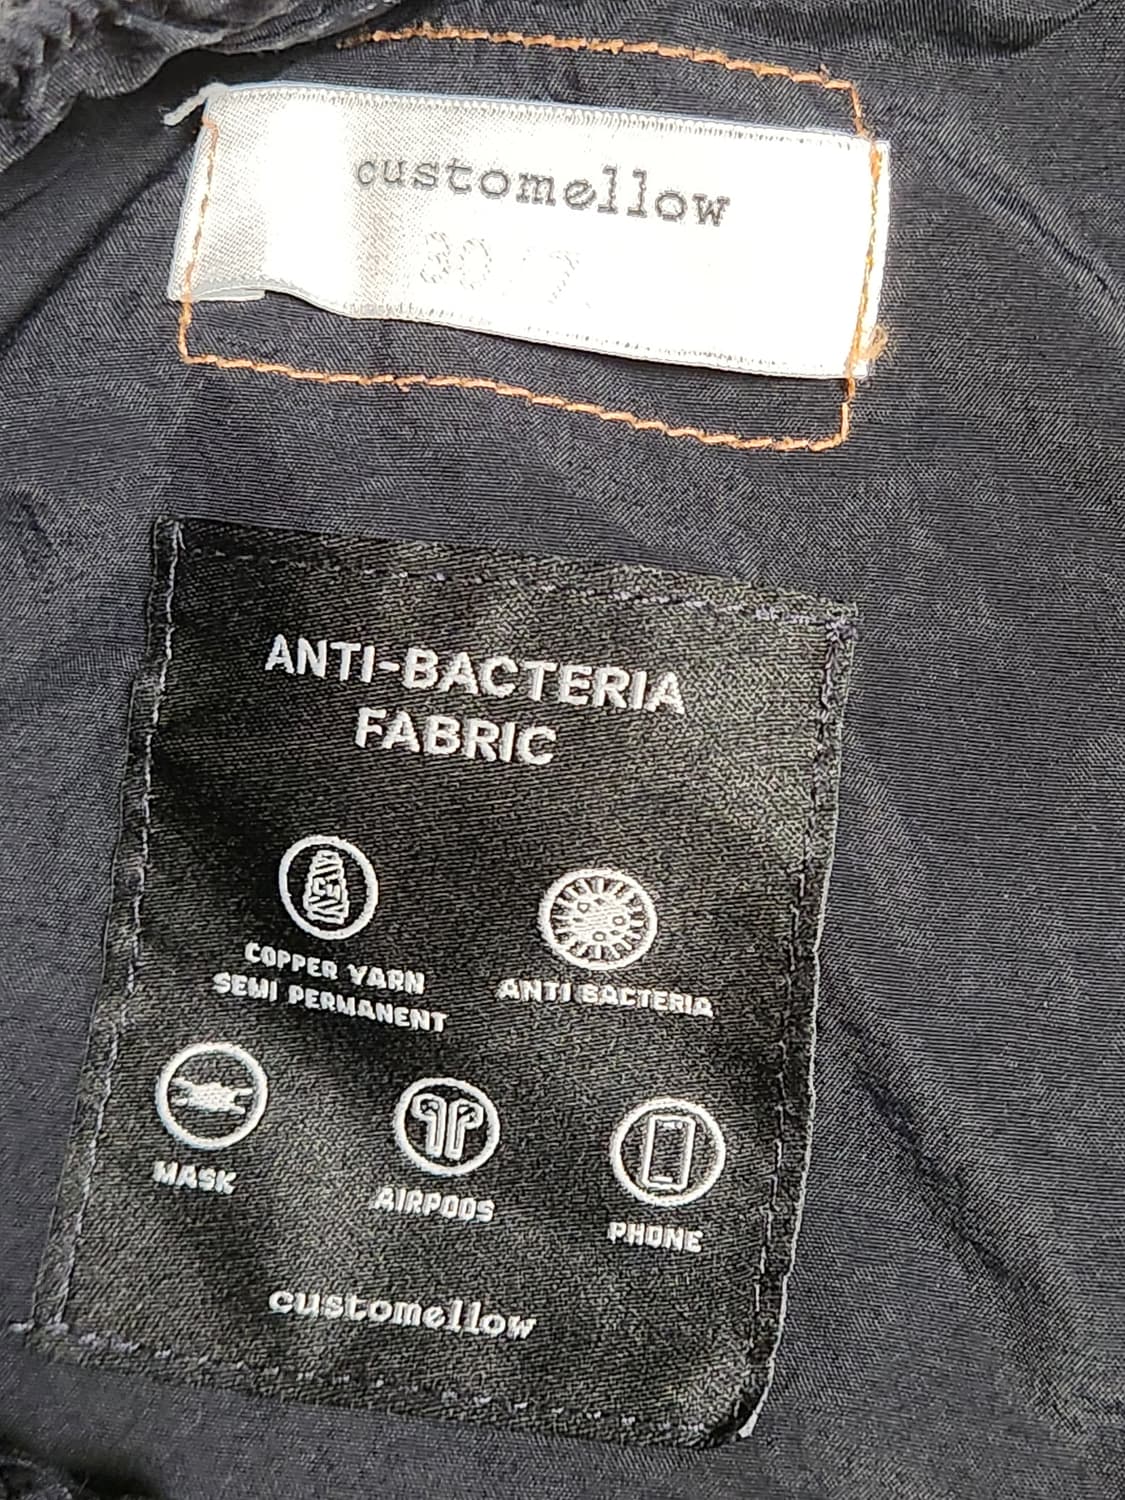 customellow
ANTI-BACTERIA
FABRIC
COPPER YARN
SEMI PERMANENT
ANTI BACTERIA
MASK
AIRPODS
PHONE
customellow